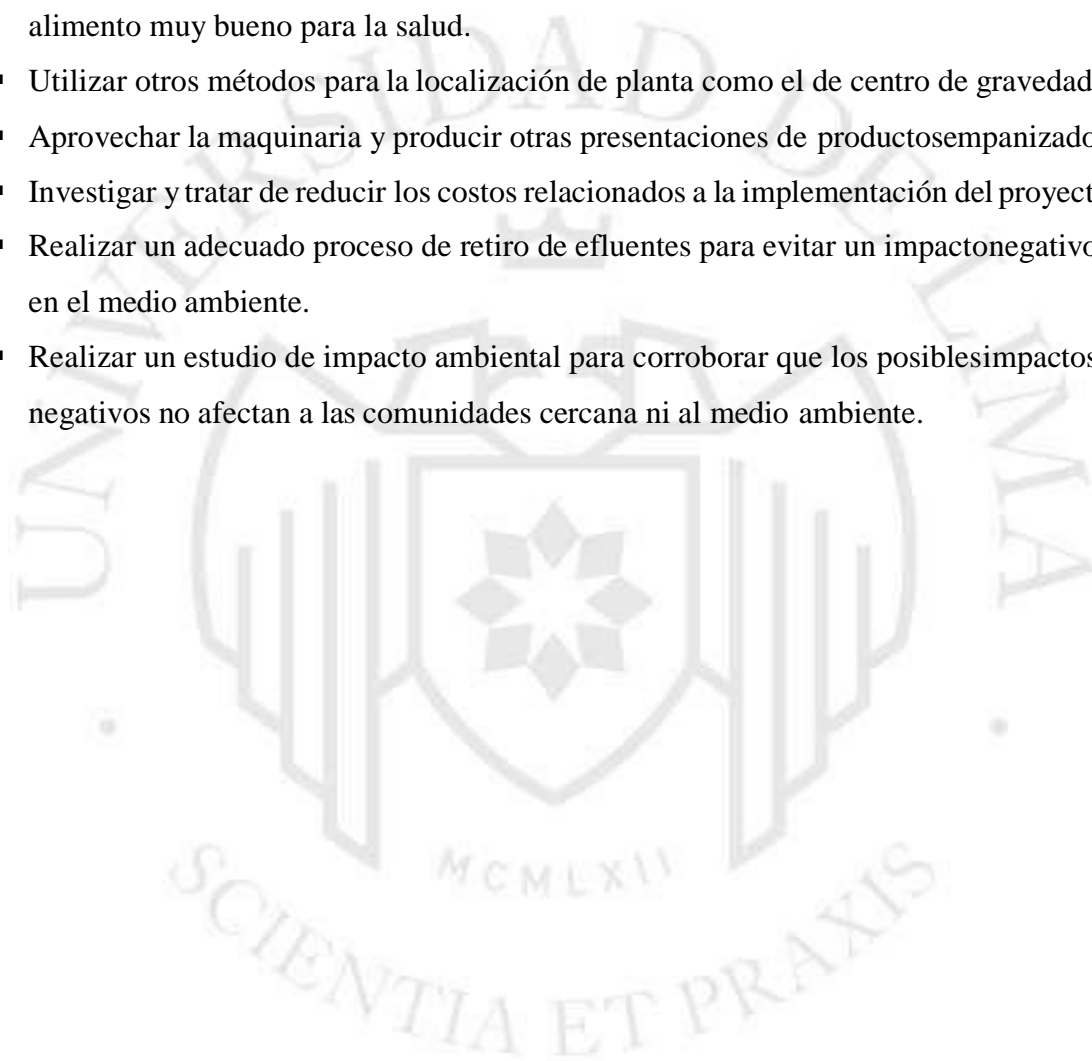 alimento muy bueno para la salud.
▪ Utilizar otros métodos para la localización de planta como el de centro de gravedad
▪ Aprovechar la maquinaria y producir otras presentaciones de productosempanizado
▪ Investigar y tratar de reducir los costos relacionados a la implementación del proyect
▪ Realizar un adecuado proceso de retiro de efluentes para evitar un impactonegativo
en el medio ambiente.
▪ Realizar un estudio de impacto ambiental para corroborar que los posiblesimpactos
negativos no afectan a las comunidades cercana ni al medio ambiente.
UNIVERSIDAD DE LIMA
MCMLXII
SCIENTIA ET PRAXIS